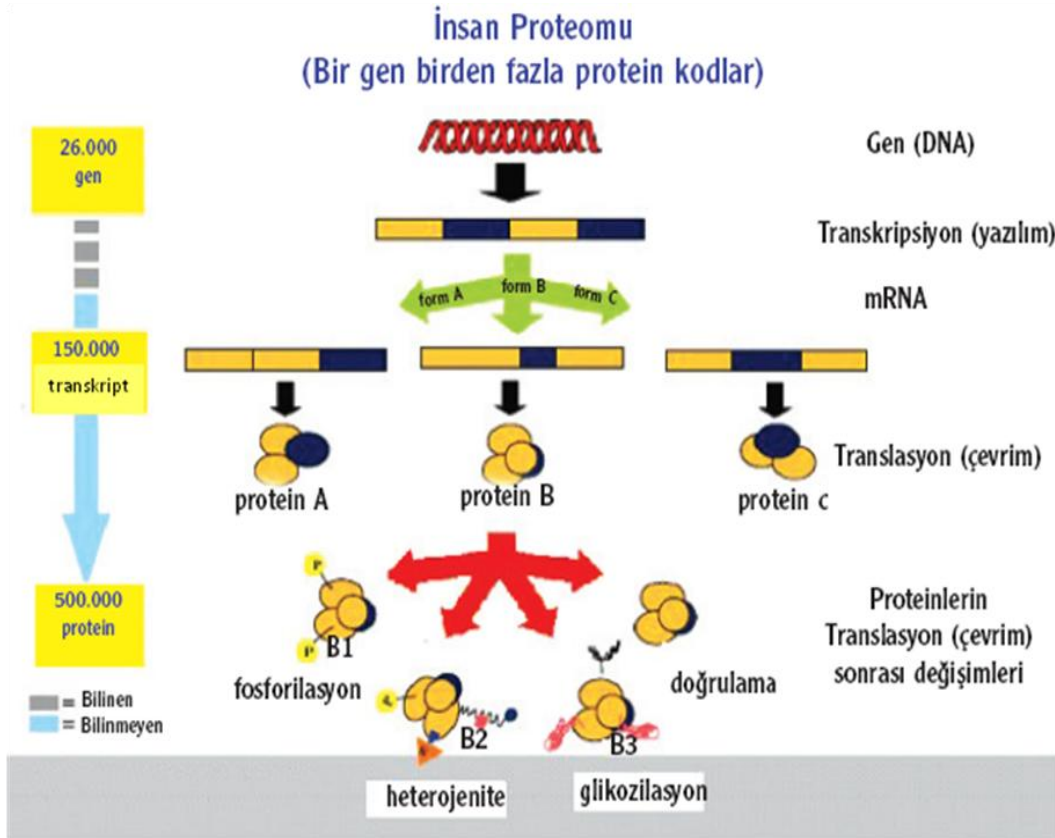 İnsan Proteomu
(Bir gen birden fazla protein kodlar)
26.000
gen
Gen (DNA)
Transkripsiyon (yazılım)
form A
form B
form C
mRNA
150.000
transkript
Translasyon (çevrim)
protein A
protein B
protein c
500.000
protein
P
P
B1
fosforilasyon
doğrulama
Proteinlerin
Translasyon (çevrim)
sonrası değişimleri
= Bilinen
= Bilinmeyen
B2
B3
heterojenite
glikozilasyon